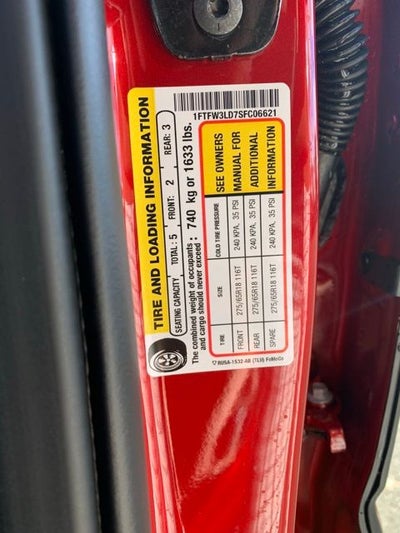 1FTFW3LD7SFC06621
TIRE AND LOADING INFORMATION
SEATING CAPACITY TOTAL: 5 FRONT: 2 REAR: 3
The combined weight of occupants and cargo should never exceed: 740 kg or 1633 lbs.
TIRE SIZE COLD TIRE PRESSURE
FRONT 275/65R18 116T 240 KPA, 35 PSI
REAR 275/65R18 116T 240 KPA, 35 PSI
SPARE 275/65R18 116T 240 KPA, 35 PSI
SEE OWNERS
MANUAL FOR
ADDITIONAL
INFORMATION